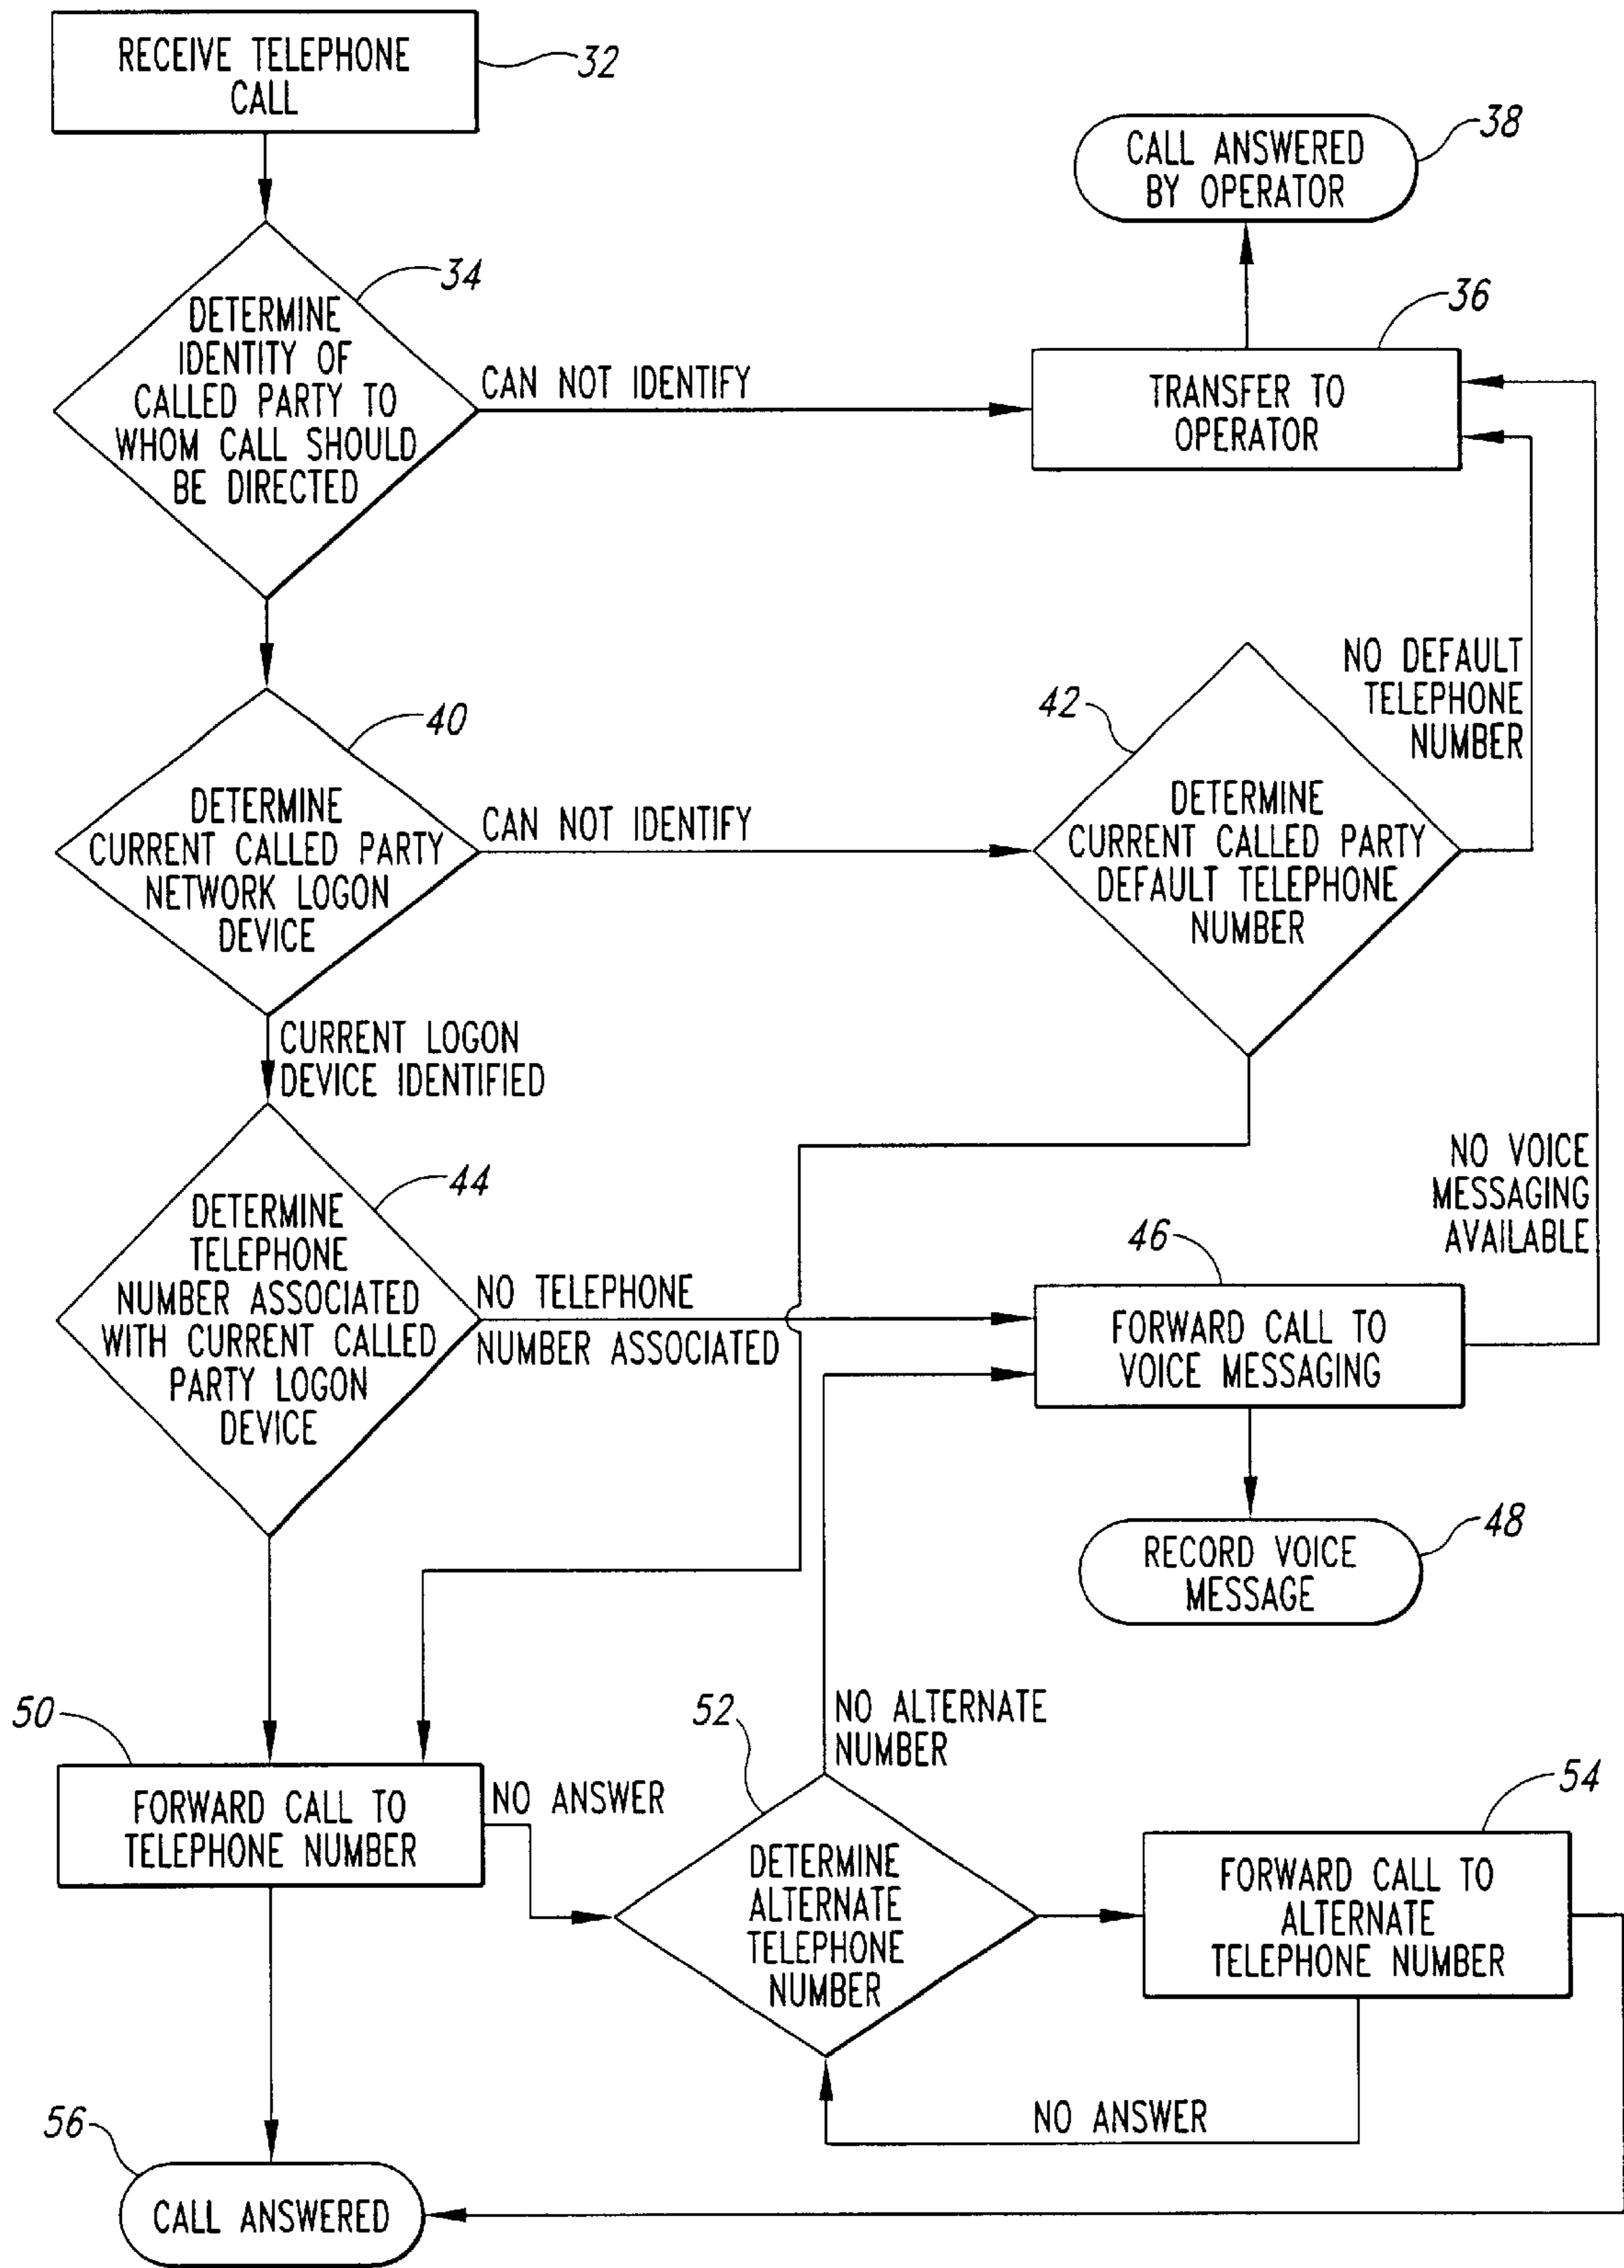 RECEIVE TELEPHONE
CALL
32
CALL ANSWERED
BY OPERATOR
38
34
DETERMINE
IDENTITY OF
CALLED PARTY TO
WHOM CALL SHOULD
BE DIRECTED
CAN NOT IDENTIFY
36
TRANSFER TO
OPERATOR
40
DETERMINE
CURRENT CALLED PARTY
NETWORK LOGON
DEVICE
CAN NOT IDENTIFY
42
DETERMINE
CURRENT CALLED PARTY
DEFAULT TELEPHONE
NUMBER
NO DEFAULT
TELEPHONE
NUMBER
CURRENT LOGON
DEVICE IDENTIFIED
44
DETERMINE
TELEPHONE
NUMBER ASSOCIATED
WITH CURRENT CALLED
PARTY LOGON
DEVICE
NO TELEPHONE
NUMBER ASSOCIATED
46
FORWARD CALL TO
VOICE MESSAGING
NO VOICE
MESSAGING
AVAILABLE
RECORD VOICE
MESSAGE
48
50
FORWARD CALL TO
TELEPHONE NUMBER
NO ANSWER
52
NO ALTERNATE
NUMBER
DETERMINE
ALTERNATE
TELEPHONE
NUMBER
54
FORWARD CALL TO
ALTERNATE
TELEPHONE NUMBER
NO ANSWER
56
CALL ANSWERED